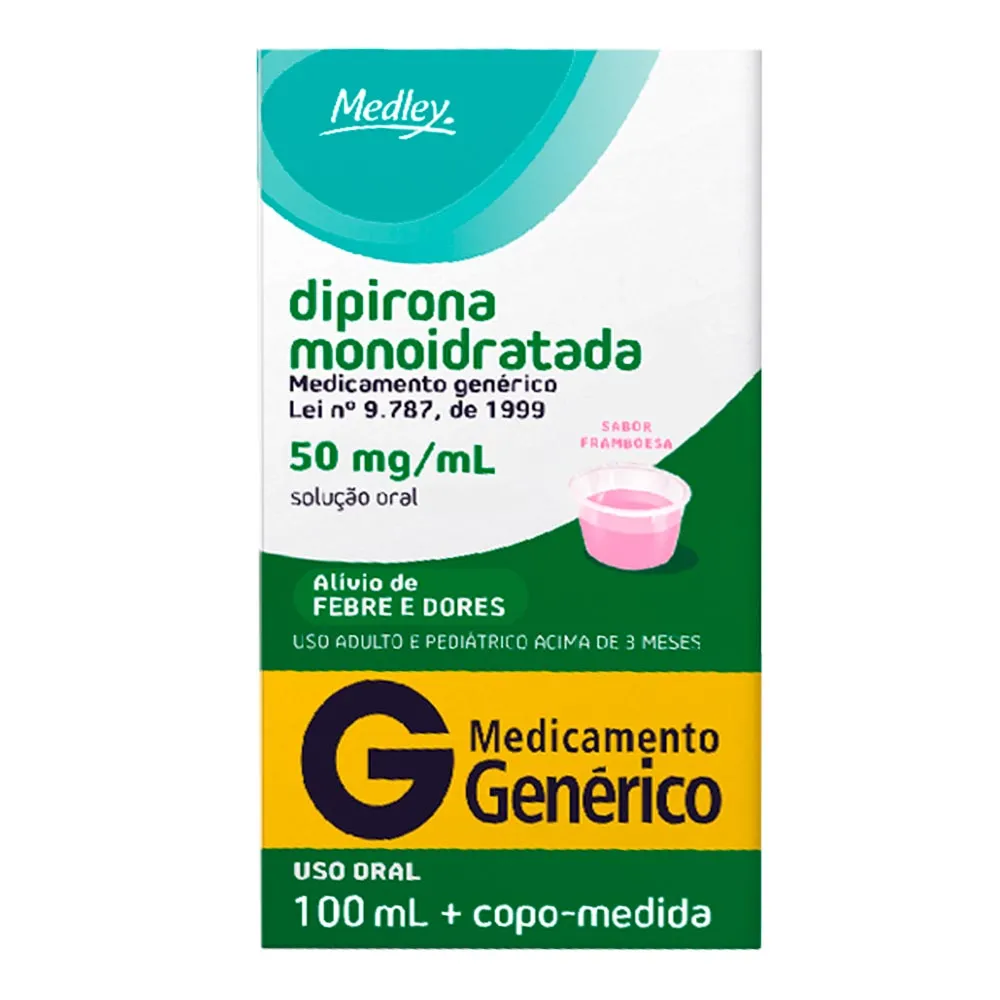 Medley.
dipirona
monoidratada
Medicamento genérico
Lei nº 9.787, de 1999
50 mg/mL
solução oral
SABOR
FRAMBOESA
Alívio de
FEBRE E DORES
USO ADULTO E PEDIÁTRICO ACIMA DE 3 MESES
G Medicamento
Genérico
USO ORAL
100 mL + copo-medida